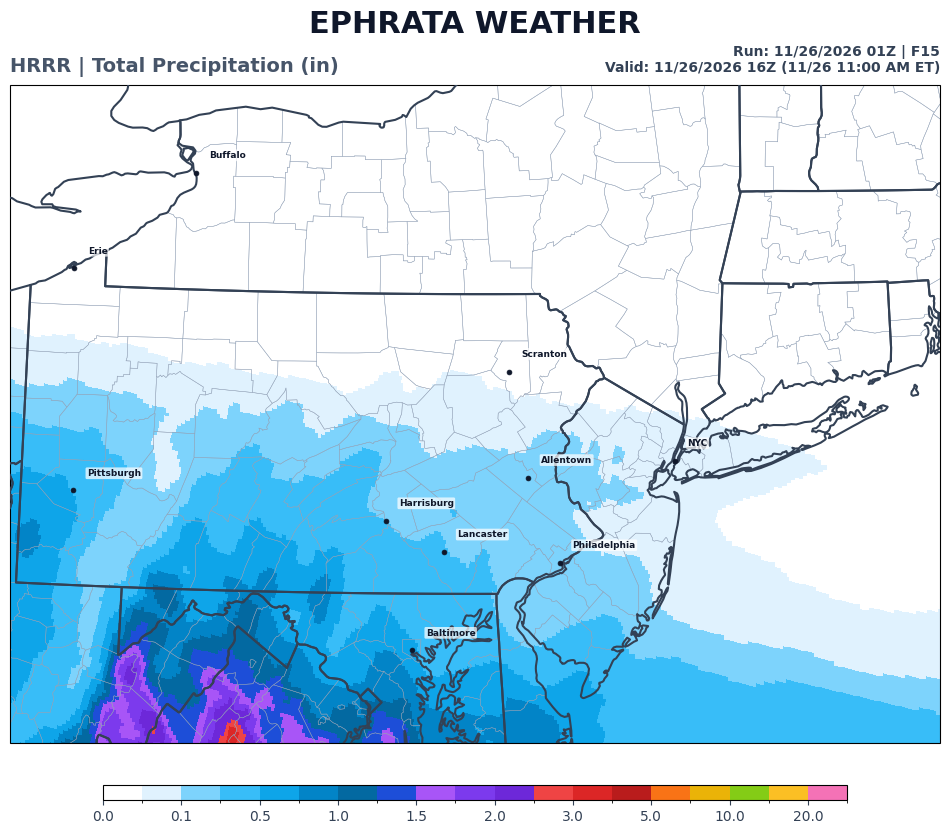 EPHRATA WEATHER
HRRR | Total Precipitation (in)
Run: 11/26/2026 01Z | F15
Valid: 11/26/2026 16Z (11/26 11:00 AM ET)
Buffalo
Erie
Scranton
NYC
Allentown
Pittsburgh
Harrisburg
Lancaster
Philadelphia
Baltimore
0.0 0.1 0.5 1.0 1.5 2.0 3.0 5.0 10.0 20.0